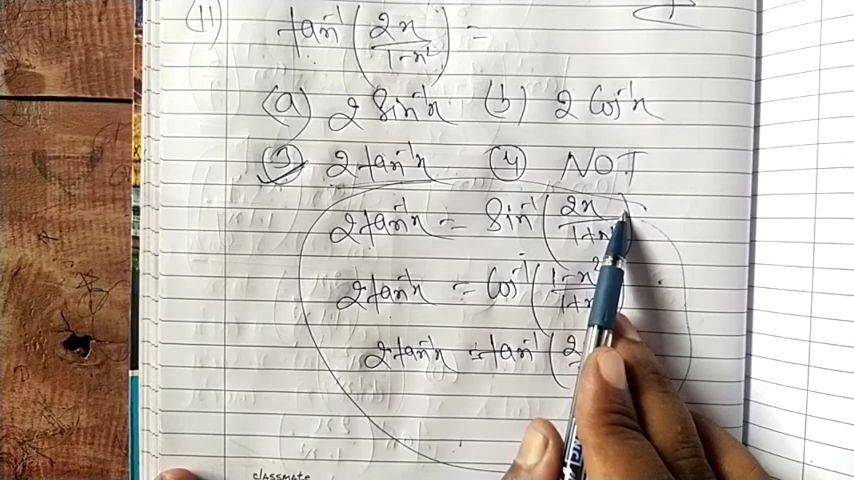 (11) tan⁻¹(2x/1-x²) =
(a) 2 Sin⁻¹x (b) 2 Cos⁻¹x
(3) 2 tan⁻¹x (4) NOT
2 tan⁻¹x = Sin⁻¹(2x/1+x²)
2 tan⁻¹x = Cos⁻¹(1-x²/1+x²)
2 tan⁻¹x = tan⁻¹(2
classmate